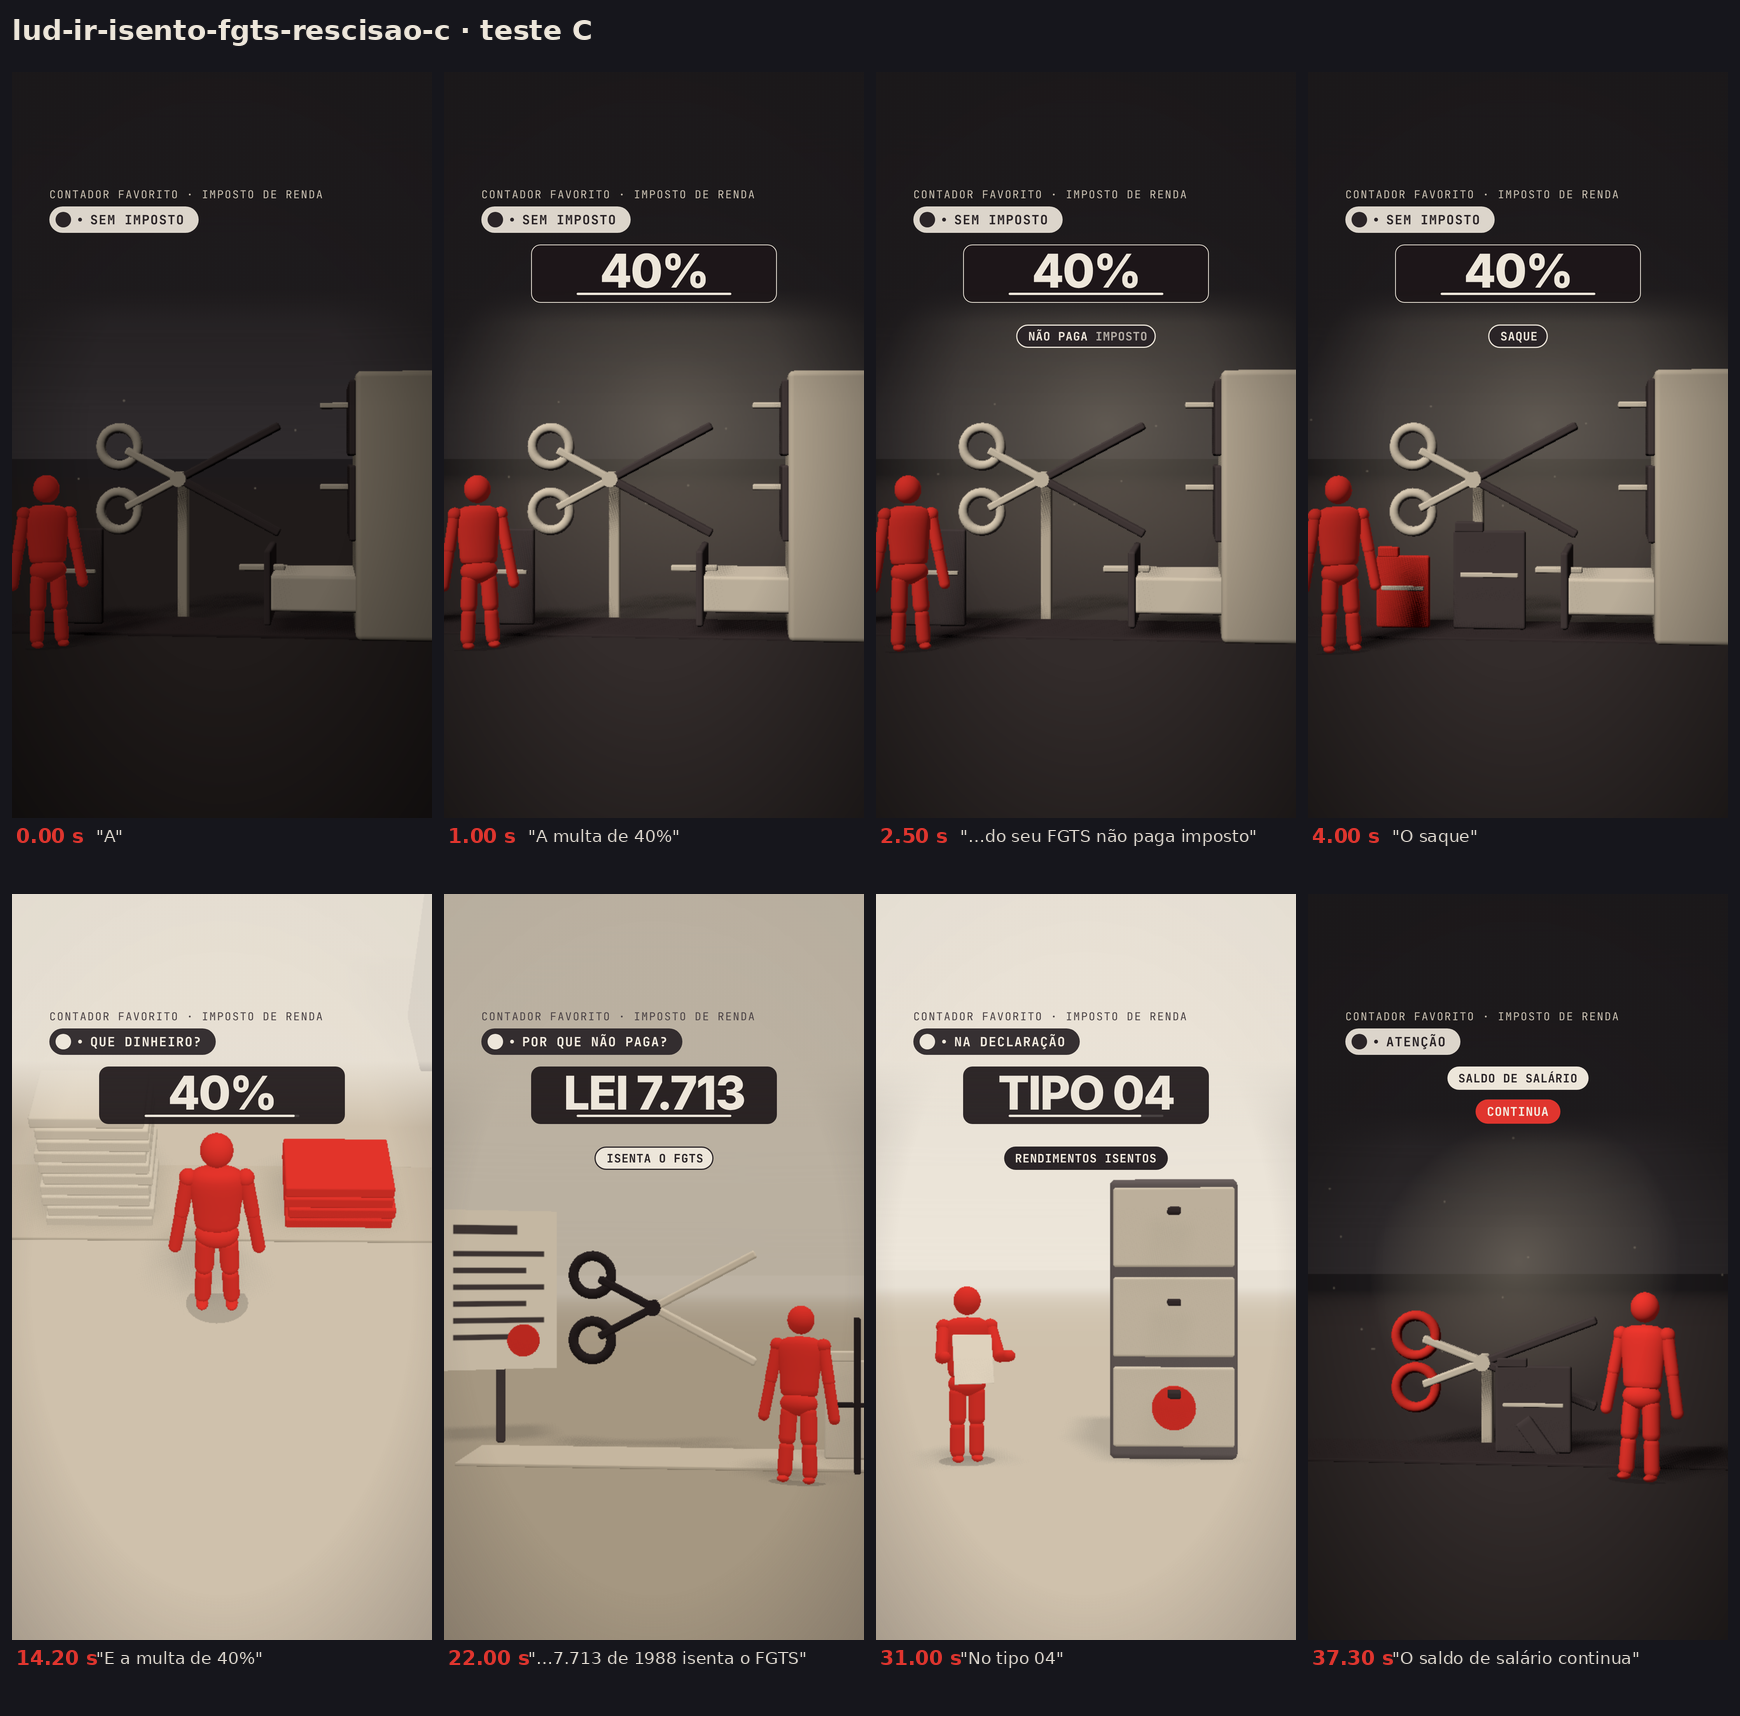 lud-ir-isento-fgts-rescisao-c · teste C
CONTADOR FAVORITO · IMPOSTO DE RENDA
• SEM IMPOSTO
0.00 s "A"
CONTADOR FAVORITO · IMPOSTO DE RENDA
• SEM IMPOSTO
40%
1.00 s "A multa de 40%"
CONTADOR FAVORITO · IMPOSTO DE RENDA
• SEM IMPOSTO
40%
NÃO PAGA IMPOSTO
2.50 s "...do seu FGTS não paga imposto"
CONTADOR FAVORITO · IMPOSTO DE RENDA
• SEM IMPOSTO
40%
SAQUE
4.00 s "O saque"
CONTADOR FAVORITO · IMPOSTO DE RENDA
• QUE DINHEIRO?
40%
14.20 s "E a multa de 40%"
CONTADOR FAVORITO · IMPOSTO DE RENDA
• POR QUE NÃO PAGA?
LEI 7.713
ISENTA O FGTS
22.00 s "...7.713 de 1988 isenta o FGTS"
CONTADOR FAVORITO · IMPOSTO DE RENDA
• NA DECLARAÇÃO
TIPO 04
RENDIMENTOS ISENTOS
31.00 s "No tipo 04"
CONTADOR FAVORITO · IMPOSTO DE RENDA
• ATENÇÃO
SALDO DE SALÁRIO
CONTINUA
37.30 s "O saldo de salário continua"